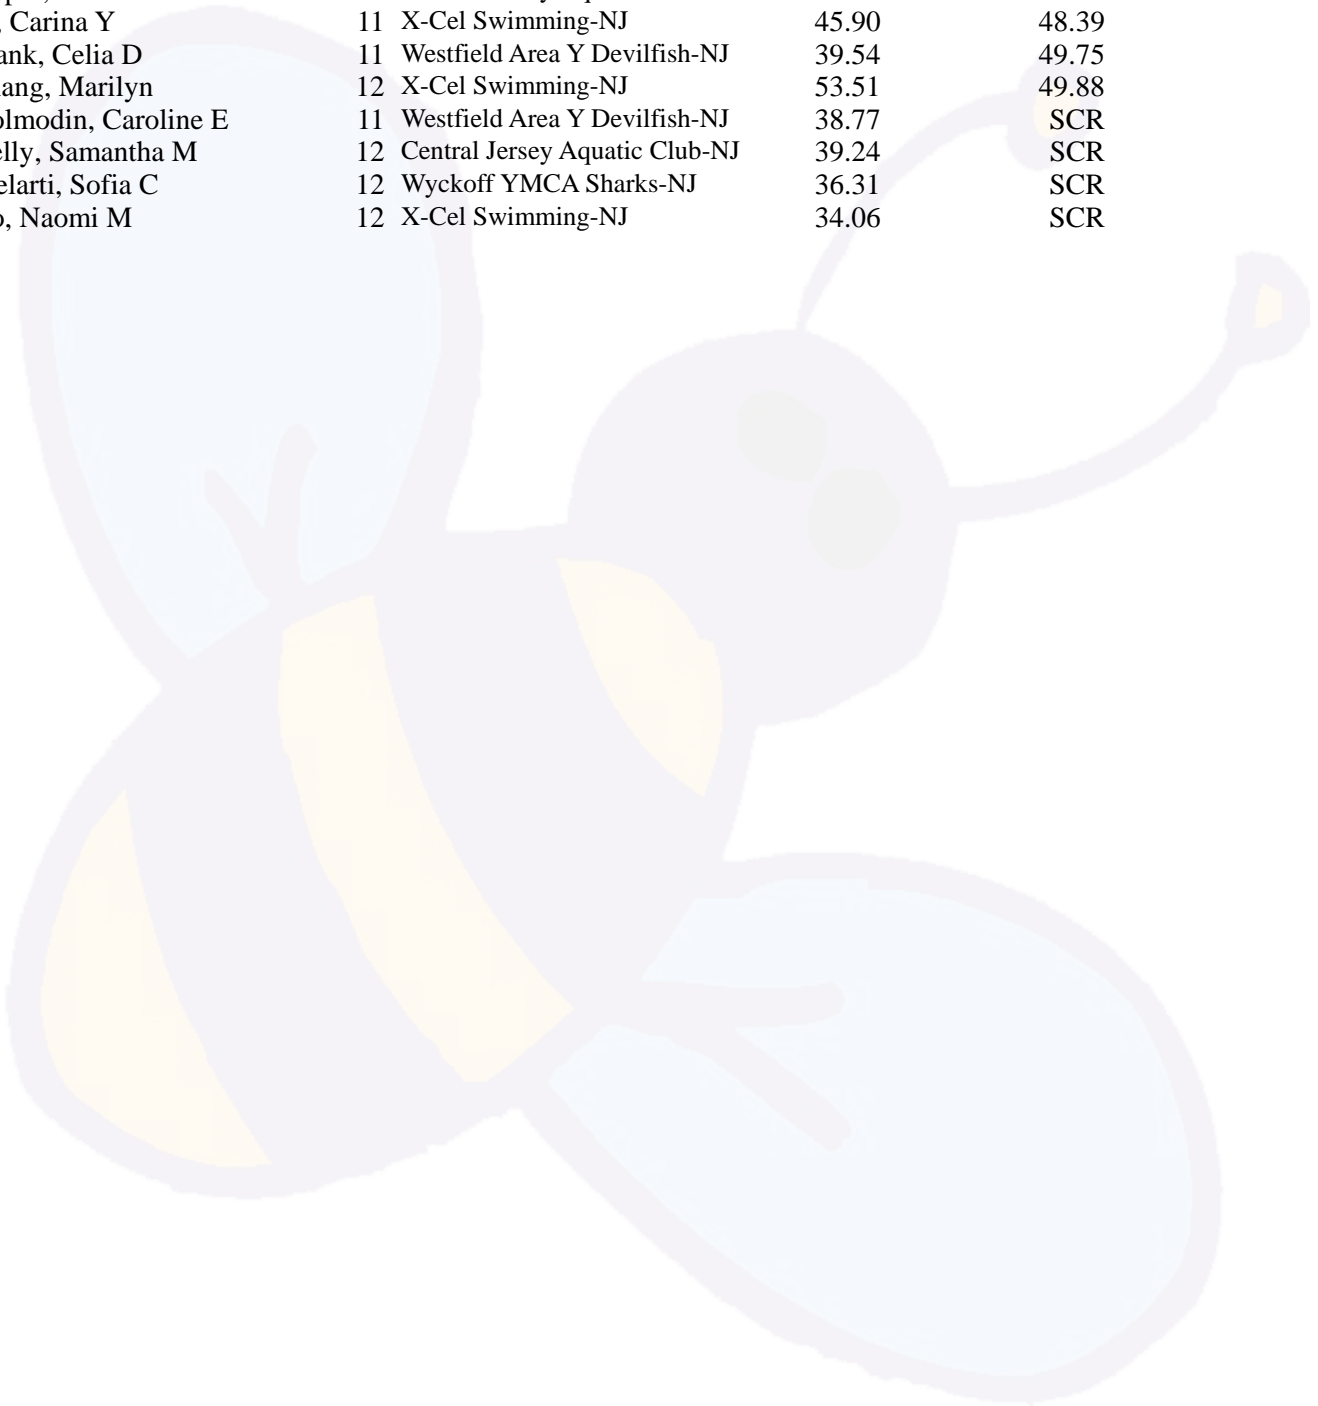 , Carina Y 11 X-Cel Swimming-NJ 45.90 48.39
ank, Celia D 11 Westfield Area Y Devilfish-NJ 39.54 49.75
ang, Marilyn 12 X-Cel Swimming-NJ 53.51 49.88
olmodin, Caroline E 11 Westfield Area Y Devilfish-NJ 38.77 SCR
elly, Samantha M 12 Central Jersey Aquatic Club-NJ 39.24 SCR
elarti, Sofia C 12 Wyckoff YMCA Sharks-NJ 36.31 SCR
o, Naomi M 12 X-Cel Swimming-NJ 34.06 SCR